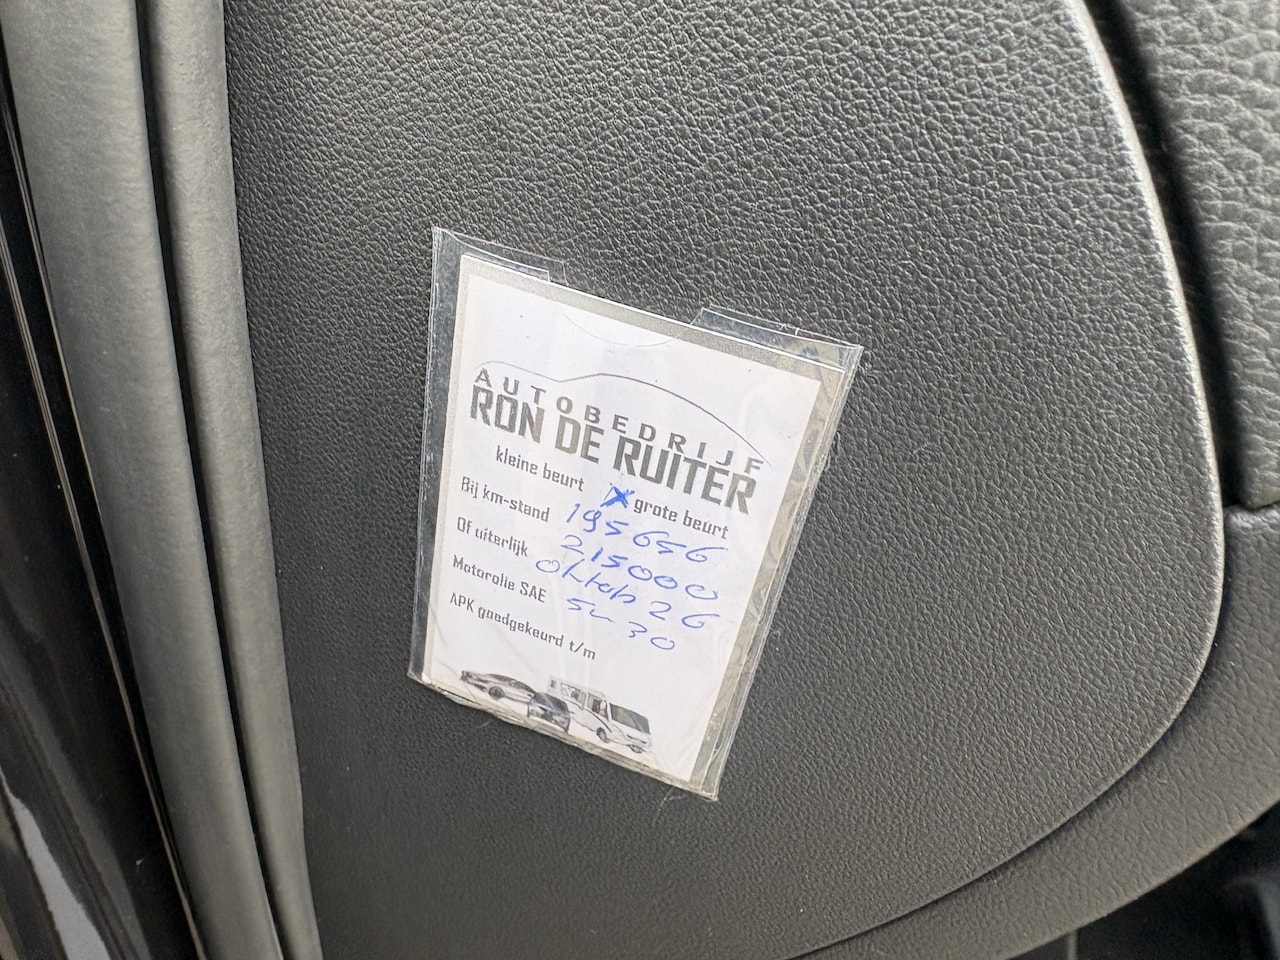 AUTOBEDRIJF
RON DE RUITER
kleine beurt X grote beurt
Bij km-stand 195656
215000
Of uiterlijk Oktob 26
Motorolie SAE 5w30
APK goedgekeurd t/m